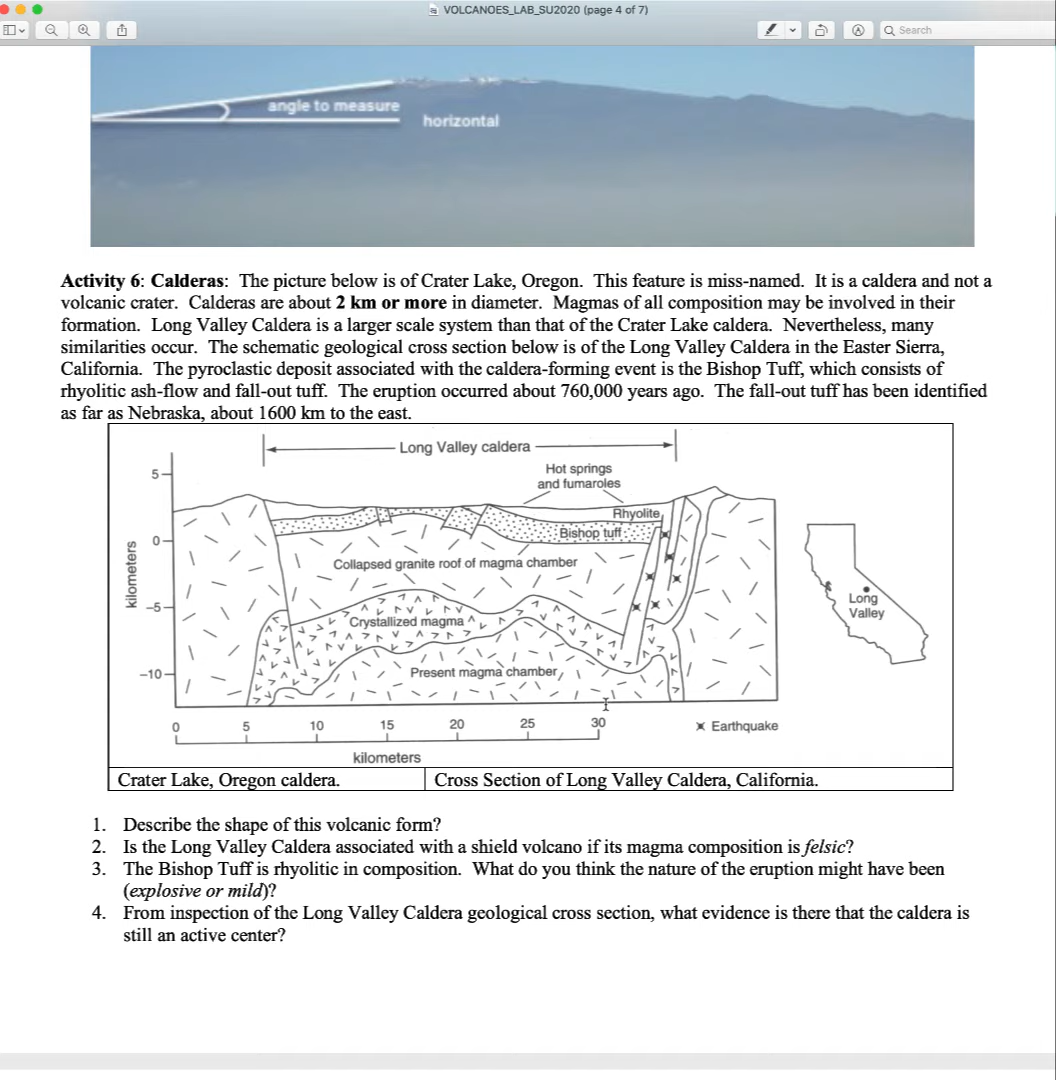 VOLCANOES_LAB_SU2020 (page 4 of 7)
Search
angle to measure
horizontal
Activity 6: Calderas: The picture below is of Crater Lake, Oregon. This feature is miss-named. It is a caldera and not a
volcanic crater. Calderas are about 2 km or more in diameter. Magmas of all composition may be involved in their
formation. Long Valley Caldera is a larger scale system than that of the Crater Lake caldera. Nevertheless, many
similarities occur. The schematic geological cross section below is of the Long Valley Caldera in the Easter Sierra,
California. The pyroclastic deposit associated with the caldera-forming event is the Bishop Tuff, which consists of
rhyolitic ash-flow and fall-out tuff. The eruption occurred about 760,000 years ago. The fall-out tuff has been identified
as far as Nebraska, about 1600 km to the east.
Long Valley caldera
Hot springs
and fumaroles
5
Rhyolite
Bishop tuff
0
Collapsed granite roof of magma chamber
kilometers
-5
Crystallized magma
Long
Valley
-10
Present magma chamber
0 5 10 15 20 25 30
Earthquake
kilometers
Crater Lake, Oregon caldera.
Cross Section of Long Valley Caldera, California.
1. Describe the shape of this volcanic form?
2. Is the Long Valley Caldera associated with a shield volcano if its magma composition is felsic?
3. The Bishop Tuff is rhyolitic in composition. What do you think the nature of the eruption might have been
(explosive or mild)?
4. From inspection of the Long Valley Caldera geological cross section, what evidence is there that the caldera is
still an active center?